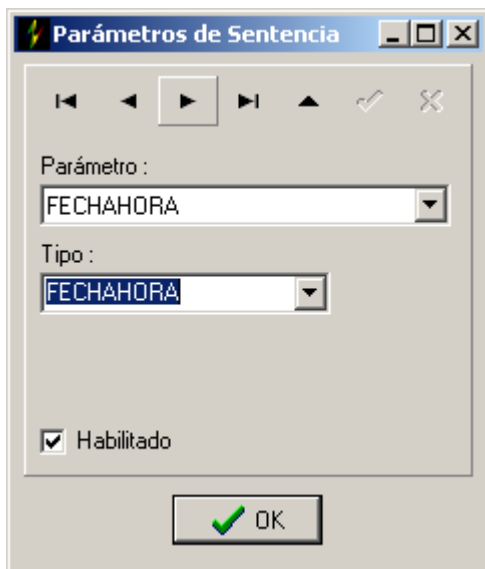 Parámetros de Sentencia
Parámetro :
FECHAHORA
Tipo :
FECHAHORA
Habilitado
OK